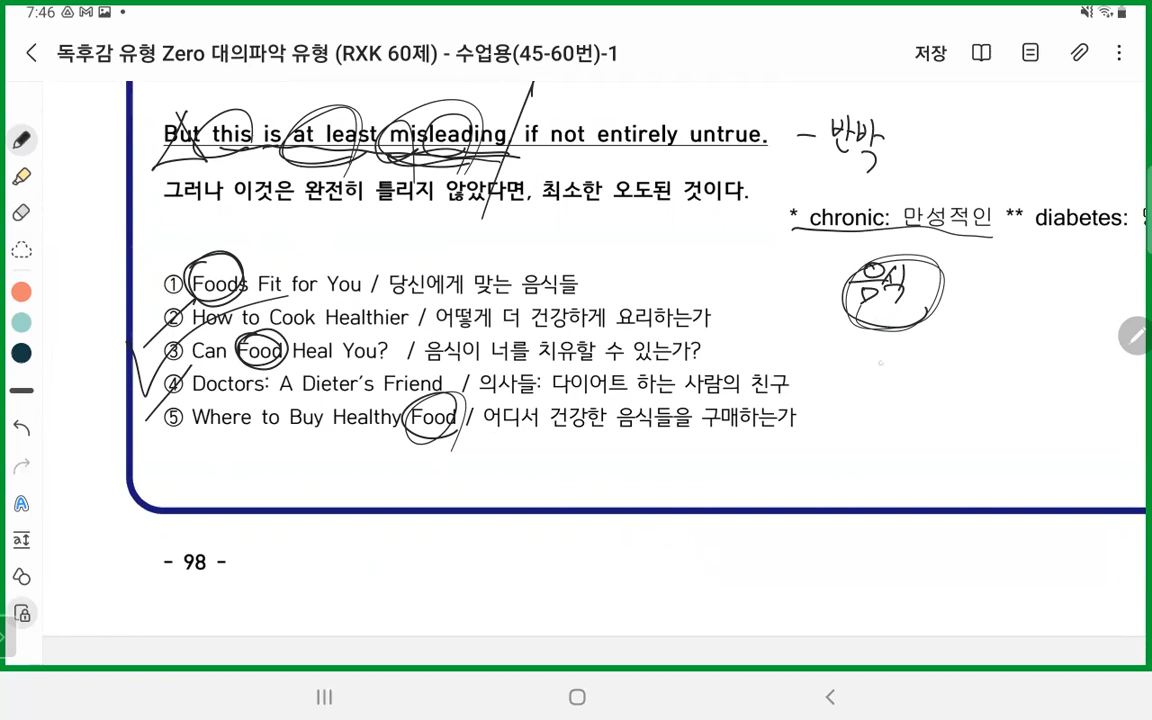 7:46
독후감 유형 Zero 대의파악 유형 (RXK 60제) - 수업용(45-60번)-1
저장
But this is at least misleading if not entirely untrue.
- 반박
그러나 이것은 완전히 틀리지 않았다면, 최소한 오도된 것이다.
* chronic: 만성적인 ** diabetes:
음식
① Foods Fit for You / 당신에게 맞는 음식들
② How to Cook Healthier / 어떻게 더 건강하게 요리하는가
③ Can Food Heal You? / 음식이 너를 치유할 수 있는가?
④ Doctors: A Dieter's Friend / 의사들: 다이어트 하는 사람의 친구
⑤ Where to Buy Healthy Food / 어디서 건강한 음식들을 구매하는가
- 98 -